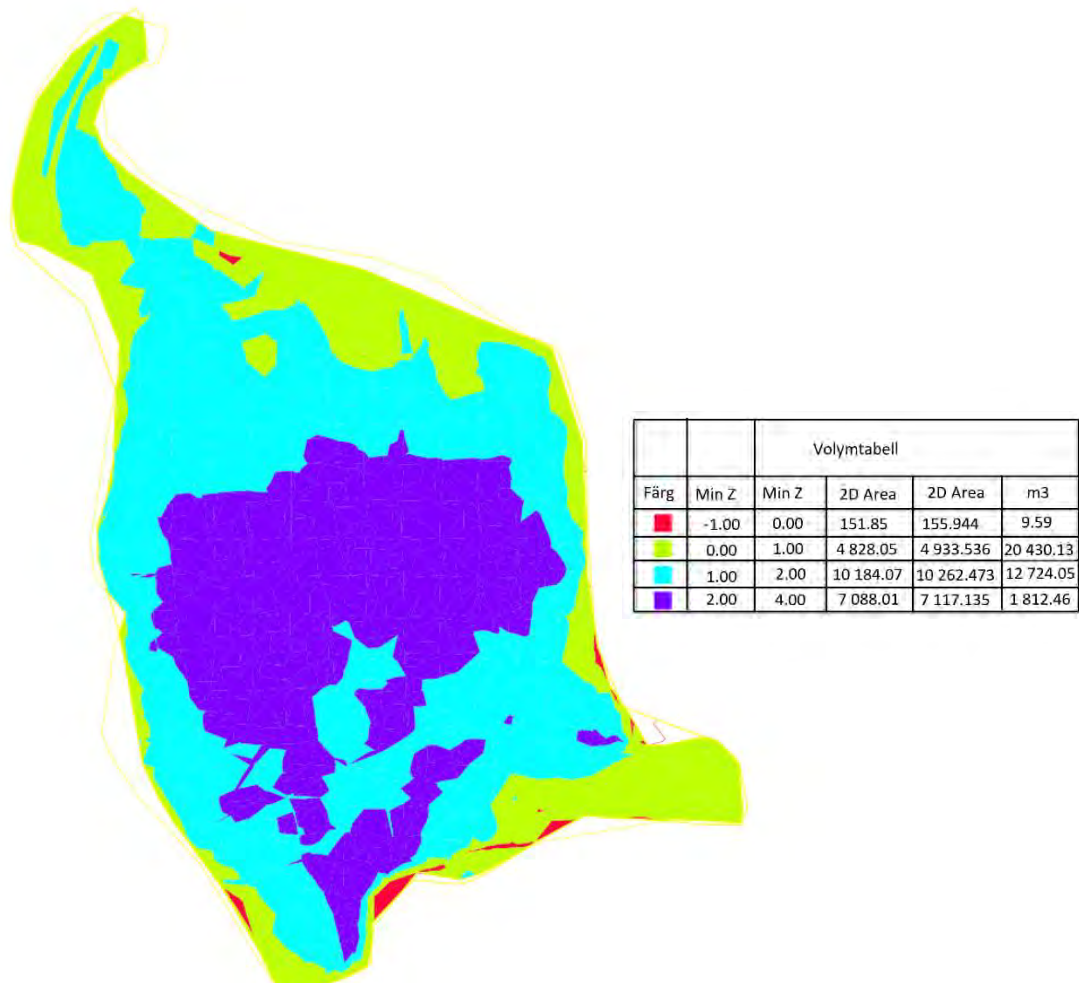 Volymtabell
Färg Min Z Min Z 2D Area 2D Area m3
-1.00 0.00 151.85 155.944 9.59
0.00 1.00 4 828.05 4 933.536 20 430.13
1.00 2.00 10 184.07 10 262.473 12 724.05
2.00 4.00 7 088.01 7 117.135 1 812.46